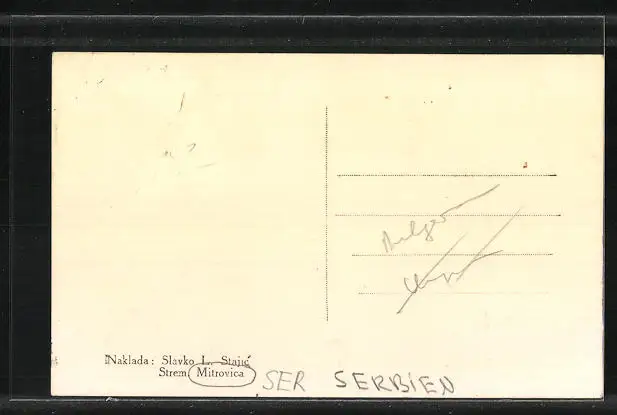 Naklada: Slavko L. Stajić
Strem. Mitrovica SER SERBIEN